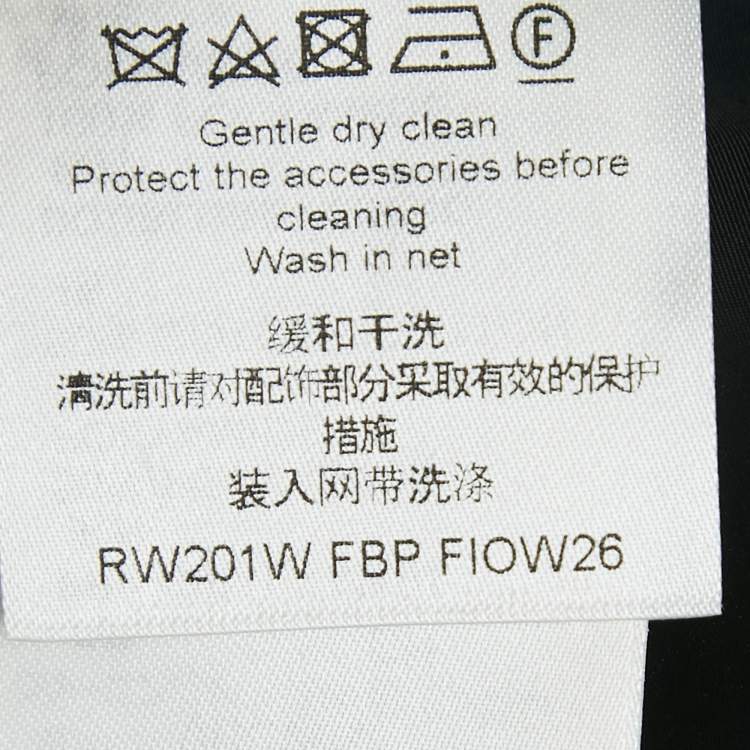 F
Gentle dry clean
Protect the accessories before
cleaning
Wash in net
缓和干洗
清洗前请对配饰部分采取有效的保护
措施
装入网带洗涤
RW201W FBP FIOW26